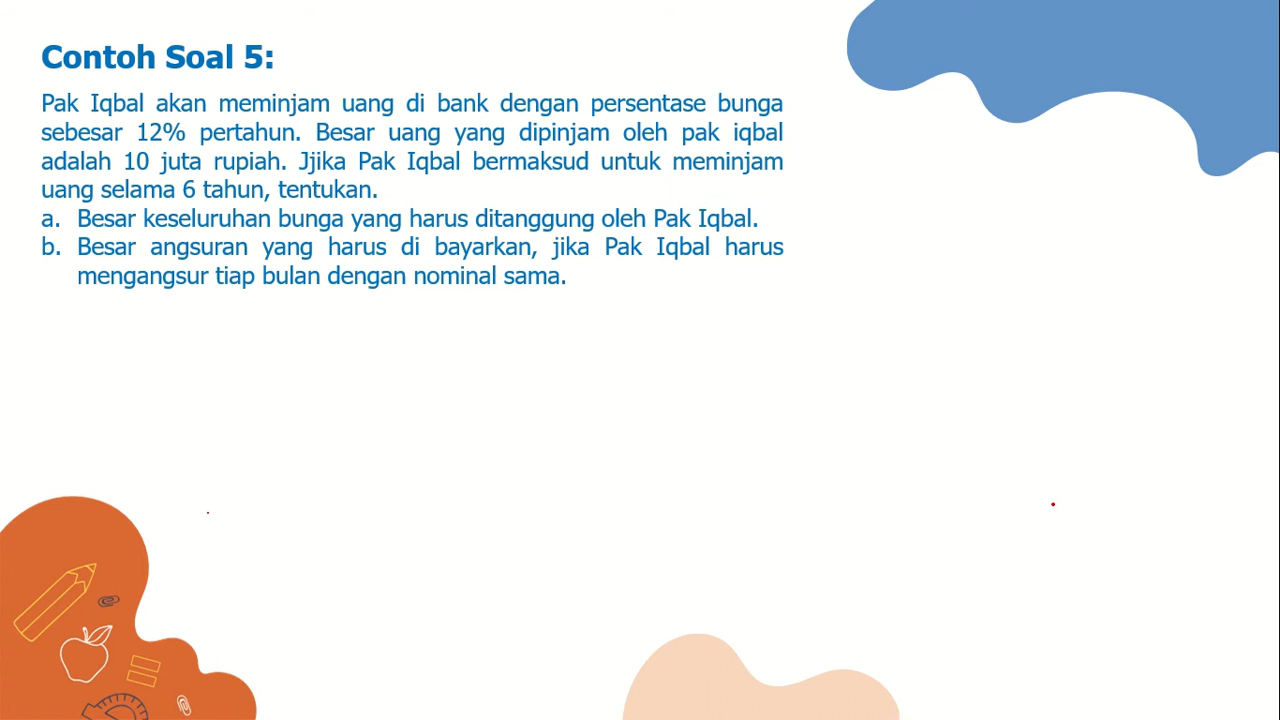 Contoh Soal 5:
Pak Iqbal akan meminjam uang di bank dengan persentase bunga
sebesar 12% pertahun. Besar uang yang dipinjam oleh pak iqbal
adalah 10 juta rupiah. Jjika Pak Iqbal bermaksud untuk meminjam
uang selama 6 tahun, tentukan.
a. Besar keseluruhan bunga yang harus ditanggung oleh Pak Iqbal.
b. Besar angsuran yang harus di bayarkan, jika Pak Iqbal harus
mengangsur tiap bulan dengan nominal sama.